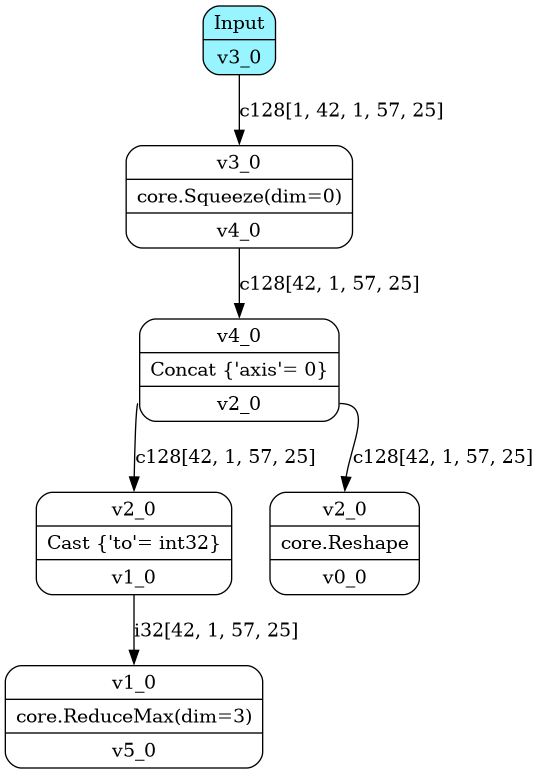 Input
v3_0
c128[1, 42, 1, 57, 25]
v3_0
core.Squeeze(dim=0)
v4_0
c128[42, 1, 57, 25]
v4_0
Concat {'axis'= 0}
v2_0
c128[42, 1, 57, 25]
c128[42, 1, 57, 25]
v2_0
Cast {'to'= int32}
v1_0
v2_0
core.Reshape
v0_0
i32[42, 1, 57, 25]
v1_0
core.ReduceMax(dim=3)
v5_0